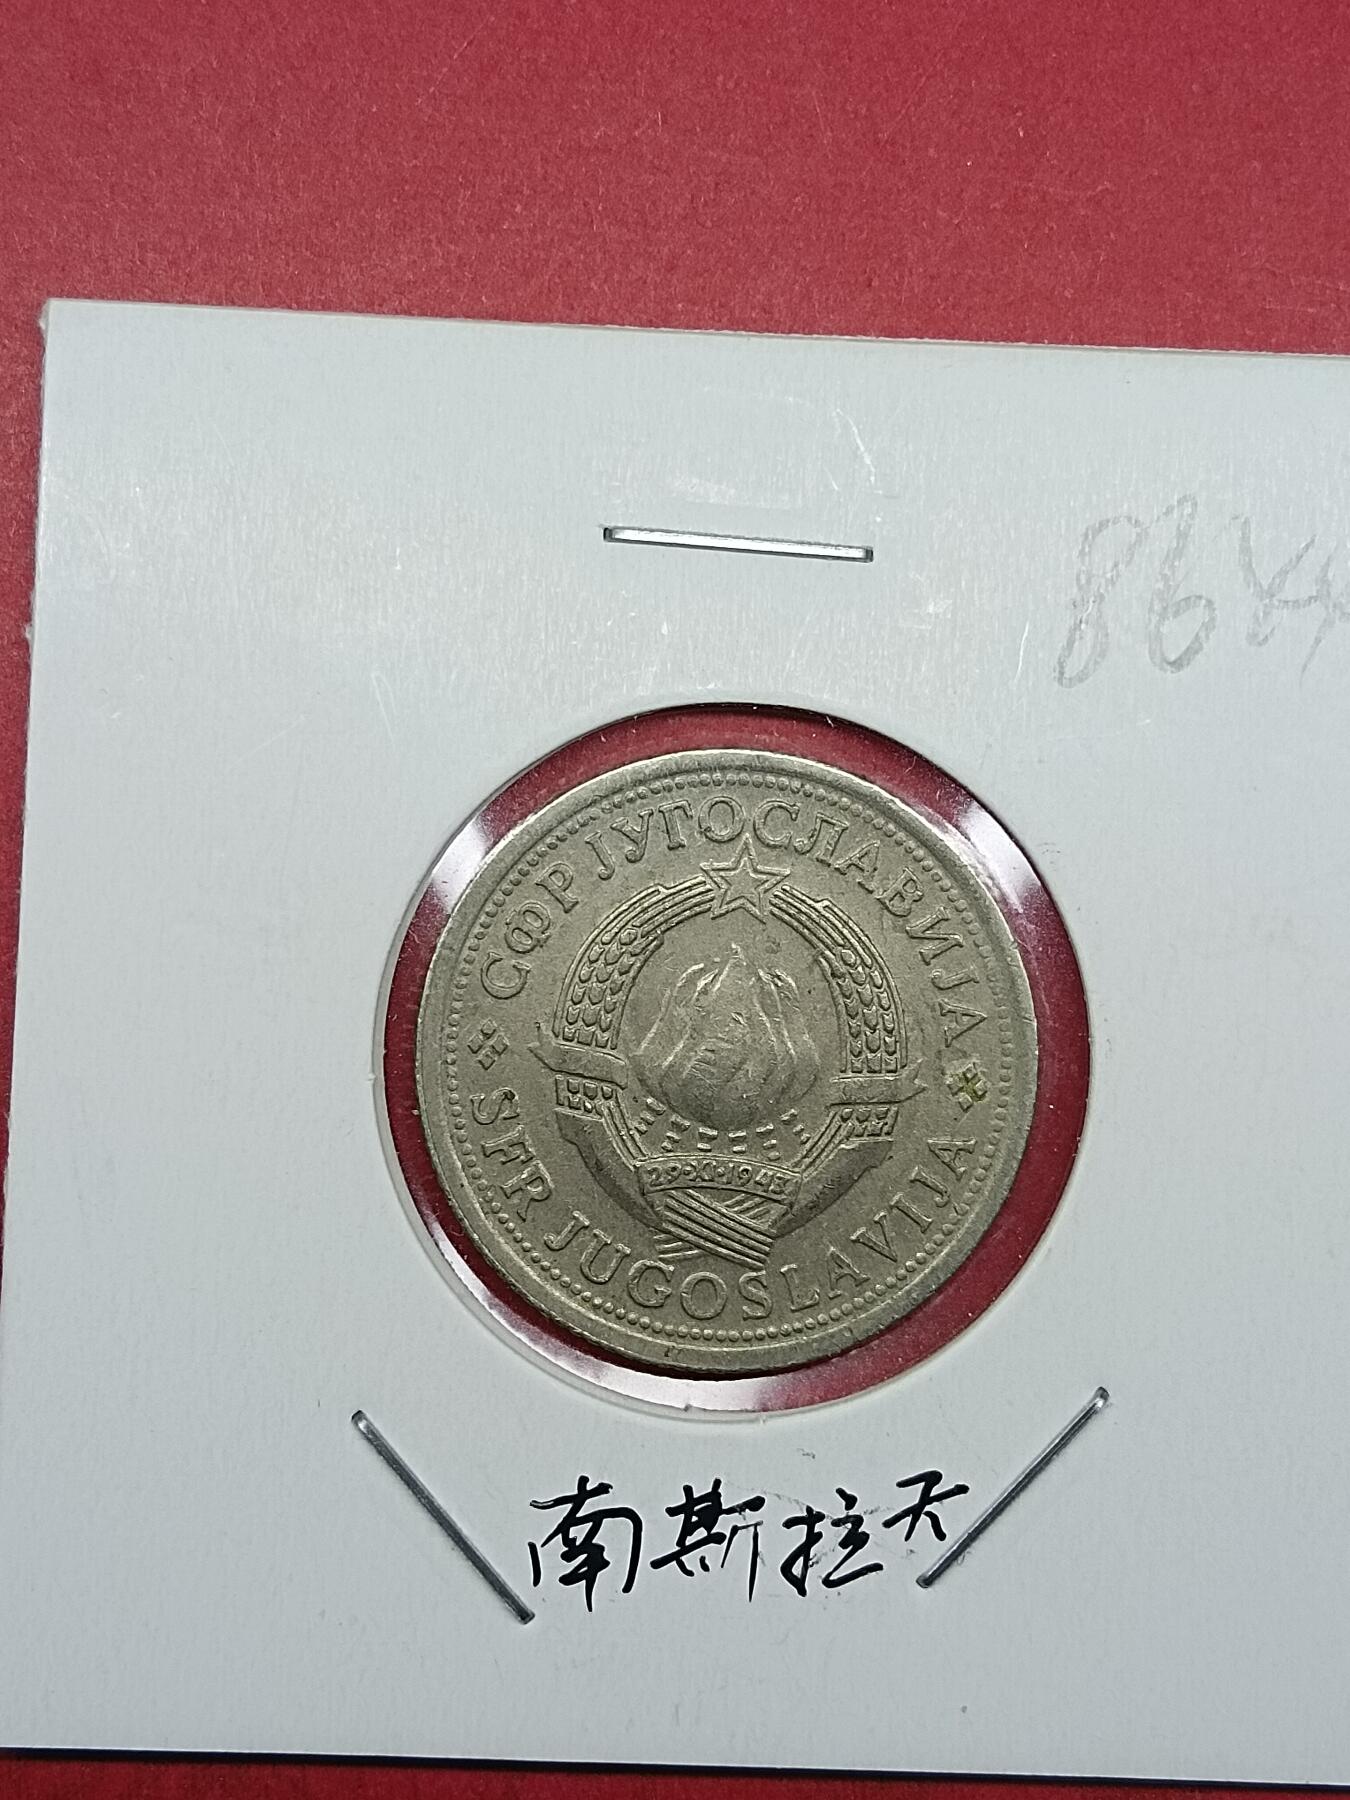 СФР ЈУГОСЛАВИЈА
29·XI·1943
SFR JUGOSLAVIJA
南斯拉夫